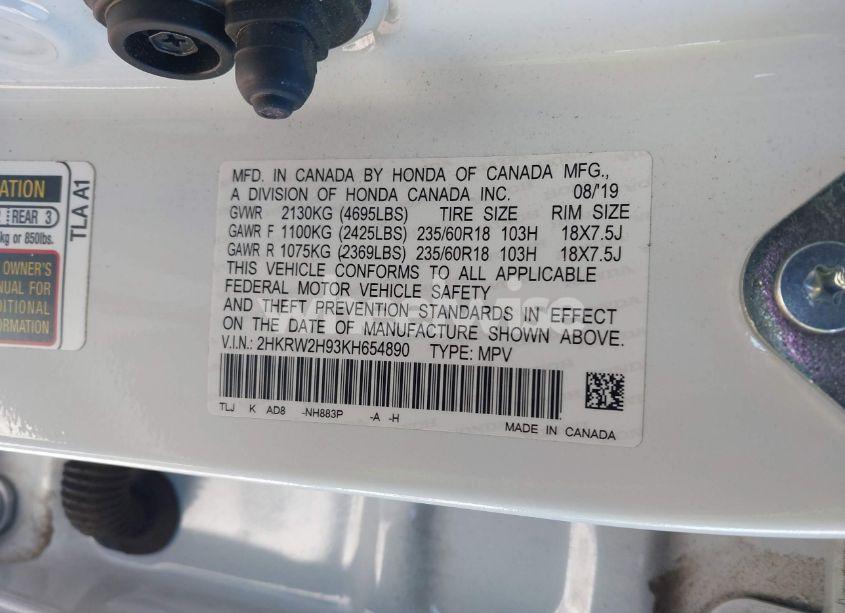 MFD. IN CANADA BY HONDA OF CANADA MFG.,
A DIVISION OF HONDA CANADA INC. 08/'19
GVWR 2130KG (4695LBS) TIRE SIZE RIM SIZE
GAWR F 1100KG (2425LBS) 235/60R18 103H 18X7.5J
GAWR R 1075KG (2369LBS) 235/60R18 103H 18X7.5J
THIS VEHICLE CONFORMS TO ALL APPLICABLE
FEDERAL MOTOR VEHICLE SAFETY
AND THEFT PREVENTION STANDARDS IN EFFECT
ON THE DATE OF MANUFACTURE SHOWN ABOVE.
V.I.N.: 2HKRW2H93KH654890 TYPE: MPV
TLJ K AD8 -NH883P -A -H
MADE IN CANADA
REAR 3
kg or 850lbs.
OWNER'S
FOR
TLA A1